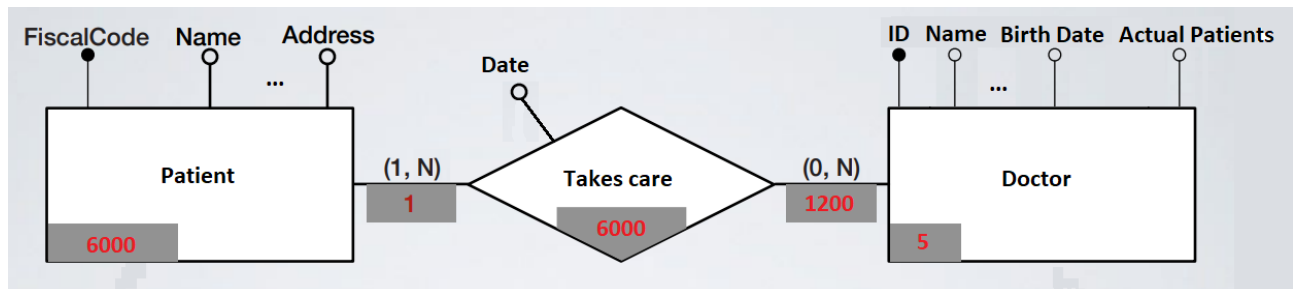 FiscalCode Name Address
...
Date
ID Name Birth Date Actual Patients
...
Patient
(1, N)
1
Takes care
(0, N)
1200
Doctor
6000
6000
5